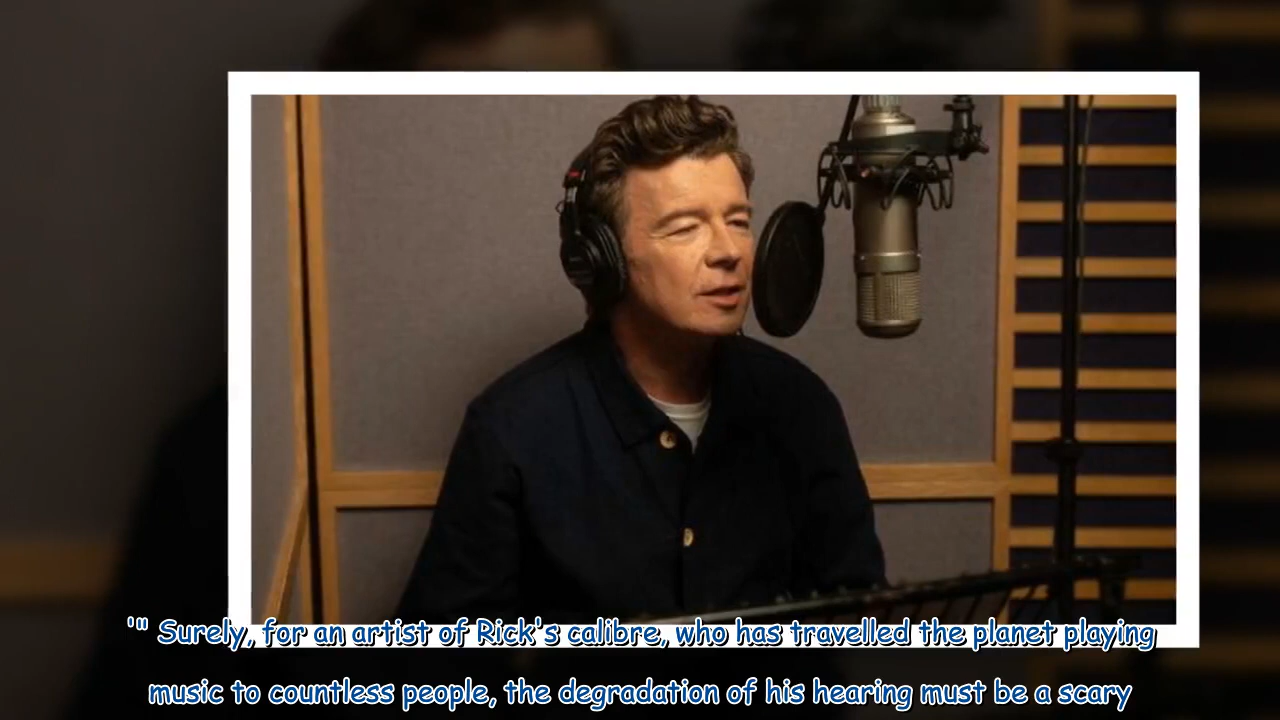 '" Surely, for an artist of Rick's calibre, who has travelled the planet playing
music to countless people, the degradation of his hearing must be a scary